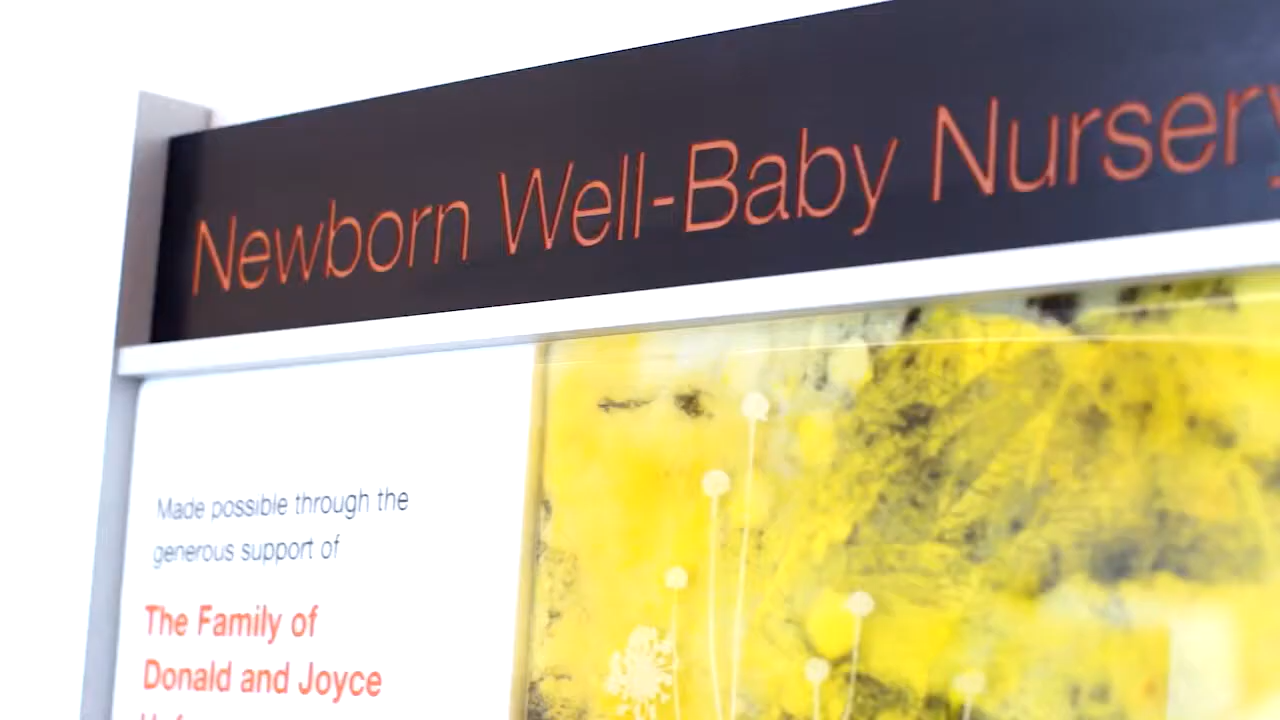 Newborn Well-Baby Nursery
Made possible through the
generous support of
The Family of
Donald and Joyce